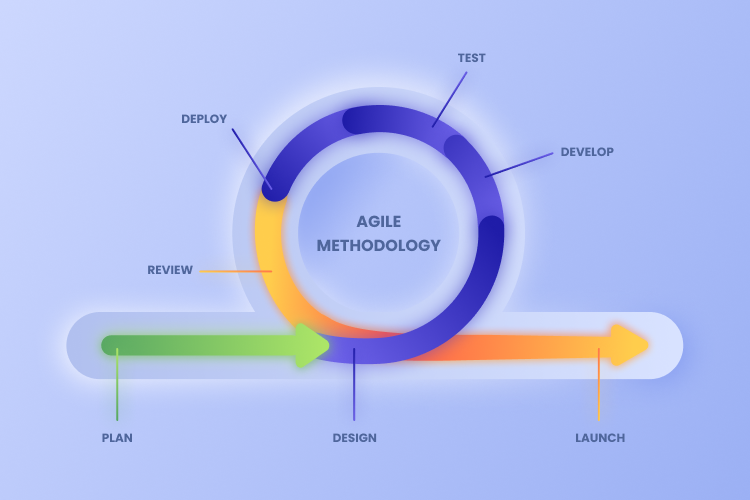 TEST
DEPLOY
DEVELOP
AGILE
METHODOLOGY
REVIEW
PLAN
DESIGN
LAUNCH